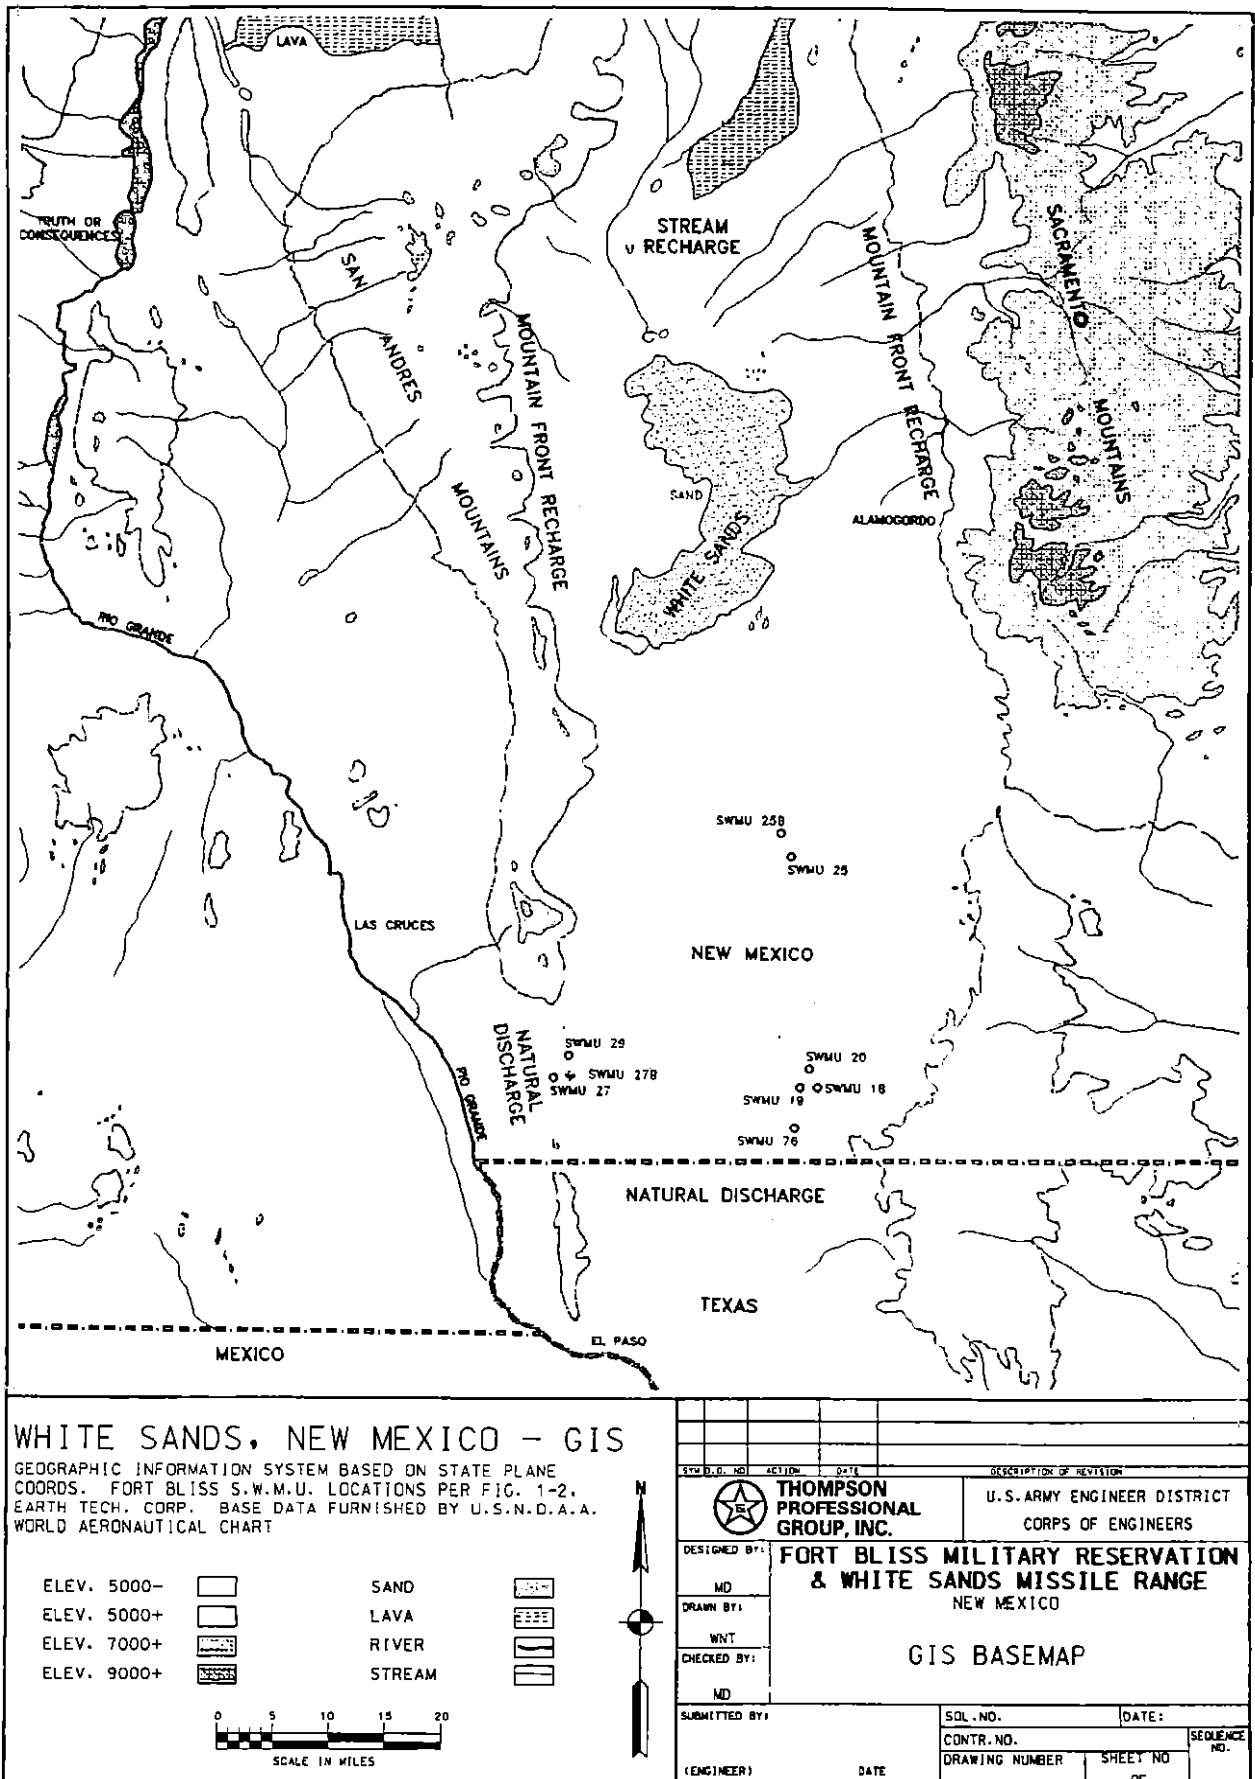 LAVA
TRUTH OR
CONSEQUENCES
STREAM
RECHARGE
SAN
ANDRES
MOUNTAINS
MOUNTAIN FRONT RECHARGE
MOUNTAIN FRONT RECHARGE
SACRAMENTO
MOUNTAINS
SAND
WHITE SANDS
ALAMOGORDO
RIO GRANDE
SWMU 25B
SWMU 25
LAS CRUCES
NEW MEXICO
NATURAL
DISCHARGE
SWMU 29
SWMU 27B
SWMU 27
SWMU 20
SWMU 18
SWMU 19
SWMU 76
RIO GRANDE
NATURAL DISCHARGE
TEXAS
EL PASO
MEXICO
WHITE SANDS, NEW MEXICO - GIS
GEOGRAPHIC INFORMATION SYSTEM BASED ON STATE PLANE
COORDS. FORT BLISS S.W.M.U. LOCATIONS PER FIG. 1-2,
EARTH TECH. CORP. BASE DATA FURNISHED BY U.S.N.O.A.A.
WORLD AERONAUTICAL CHART
N
ELEV. 5000- SAND
ELEV. 5000+ LAVA
ELEV. 7000+ RIVER
ELEV. 9000+ STREAM
0 5 10 15 20
SCALE IN MILES
SYM D.O. NO ACTION DATE DESCRIPTION OF REVISION
THOMPSON
PROFESSIONAL
GROUP, INC.
U.S. ARMY ENGINEER DISTRICT
CORPS OF ENGINEERS
DESIGNED BY:
MD
DRAWN BY:
WNT
CHECKED BY:
MD
FORT BLISS MILITARY RESERVATION
& WHITE SANDS MISSILE RANGE
NEW MEXICO
GIS BASEMAP
SUBMITTED BY:
(ENGINEER) DATE
SOL. NO. DATE:
CONTR. NO.
SEQUENCE
NO.
DRAWING NUMBER SHEET NO
OF